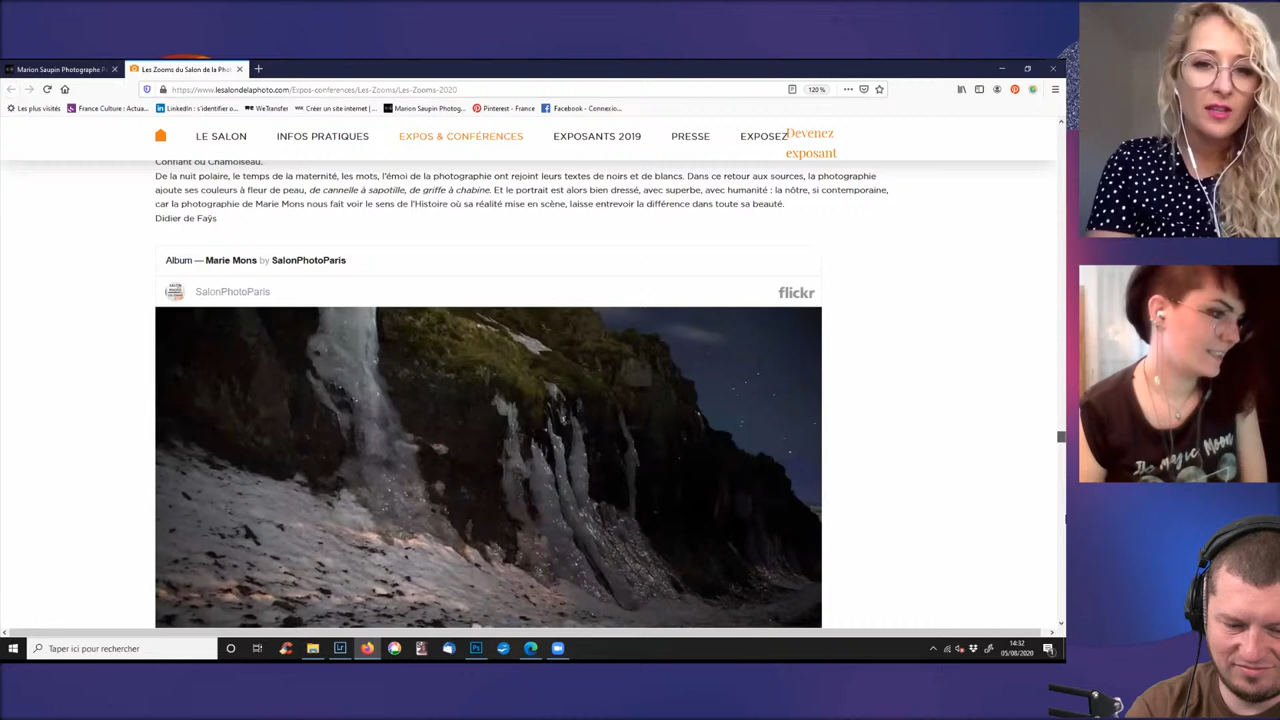 Marion Saupin Photographe P
Les Zooms du Salon de la Phot
https://www.lesalondelaphoto.com/Expos-conferences/Les-Zooms/Les-Zooms-2020
120 %
Les plus visités
France Culture : Actua...
LinkedIn : s'identifier o...
WeTransfer
Créer un site internet |...
Marion Saupin Photog...
Pinterest - France
Facebook - Connexio...
LE SALON
INFOS PRATIQUES
EXPOS & CONFÉRENCES
EXPOSANTS 2019
PRESSE
EXPOSEZ
Devenez
exposant
Confiant ou Chamoiseau.
De la nuit polaire, le temps de la maternité, les mots, l'émoi de la photographie ont rejoint leurs textes de noirs et de blancs. Dans ce retour aux sources, la photographie
ajoute ses couleurs à fleur de peau, de cannelle à sapotille, de griffe à chabine. Et le portrait est alors bien dressé, avec superbe, avec humanité : la nôtre, si contemporaine,
car la photographie de Marie Mons nous fait voir le sens de l'Histoire où sa réalité mise en scène, laisse entrevoir la différence dans toute sa beauté.
Didier de Faÿs
Album — Marie Mons by SalonPhotoParis
SalonPhotoParis
flickr
magic Moon
Taper ici pour rechercher
14:32
05/08/2020